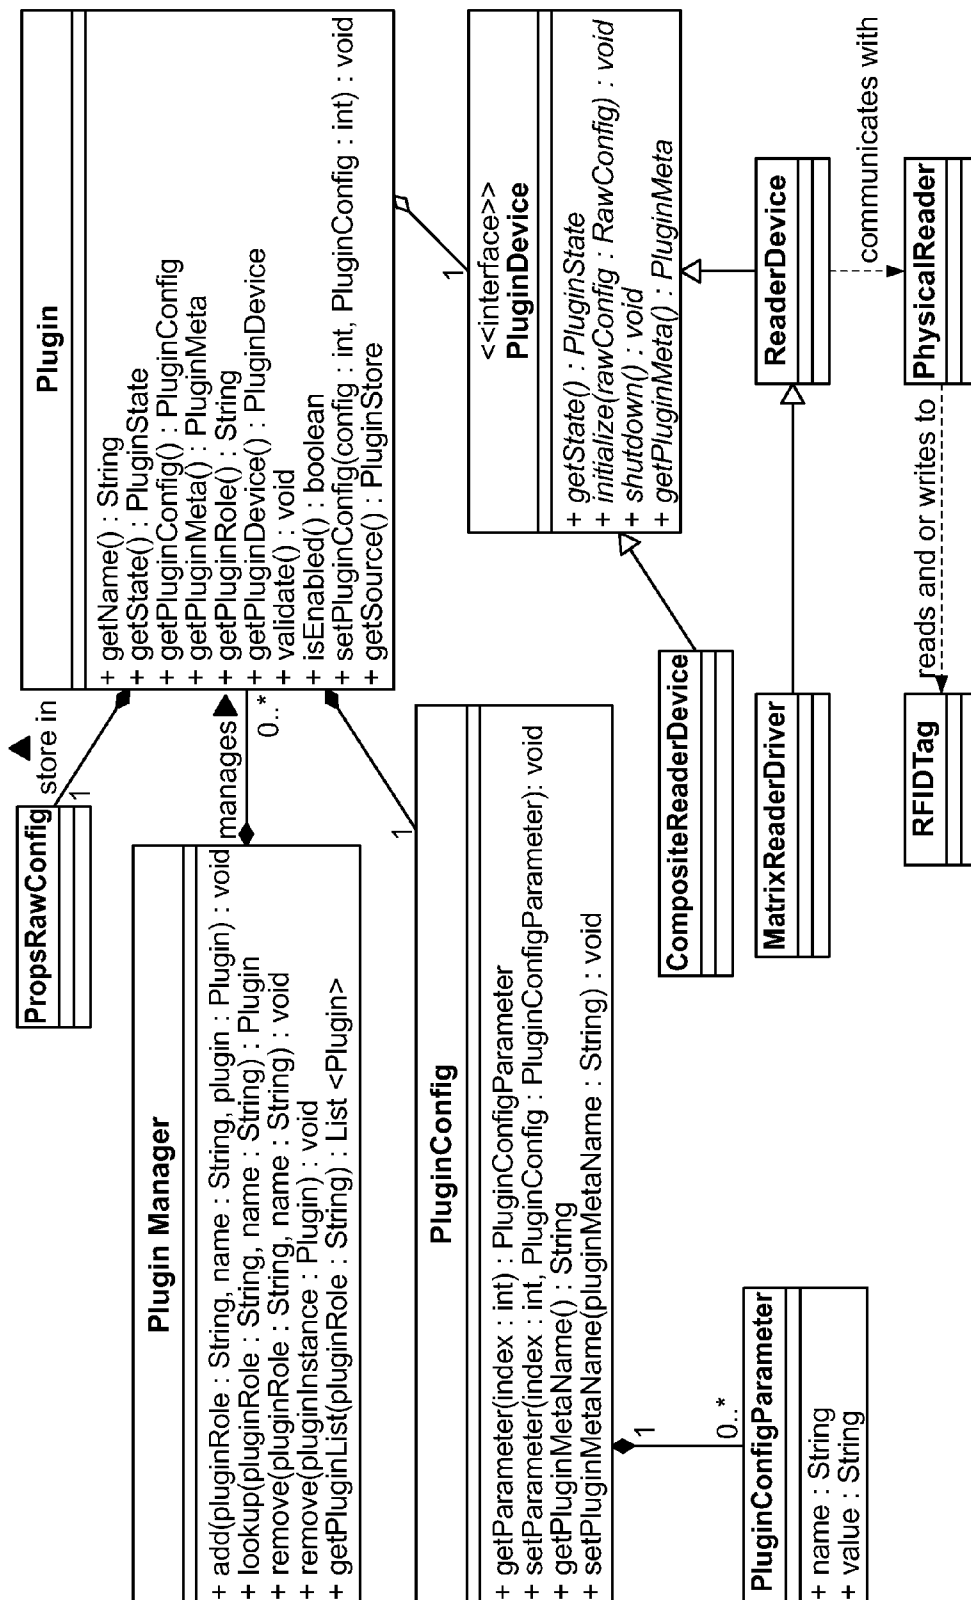 PropsRawConfig
1
store in
Plugin
+ getName() : String
+ getState() : PluginState
+ getPluginConfig() : PluginConfig
+ getPluginMeta() : PluginMeta
+ getPluginRole() : String
+ getPluginDevice() : PluginDevice
+ validate() : void
+ isEnabled() : boolean
+ setPluginConfig(config : int, PluginConfig : int) : void
+ getSource() : PluginStore
Plugin Manager
+ add(pluginRole : String, name : String, plugin : Plugin) : void
+ lookup(pluginRole : String, name : String) : Plugin
+ remove(pluginRole : String, name : String) : void
+ remove(pluginInstance : Plugin) : void
+ getPluginList(pluginRole : String) : List <Plugin>
manages
0..*
1
1
PluginConfig
+ getParameter(index : int) : PluginConfigParameter
+ setParameter(index : int, PluginConfig : PluginConfigParameter): void
+ getPluginMetaName() : String
+ setPluginMetaName(pluginMetaName : String) : void
<<interface>>
PluginDevice
+ getState() : PluginState
+ initialize(rawConfig : RawConfig) : void
+ shutdown() : void
+ getPluginMeta() : PluginMeta
1
0..*
CompositeReaderDevice
PluginConfigParameter
+ name : String
+ value : String
MatrixReaderDriver
ReaderDevice
communicates with
RFIDTag
reads and or writes to
PhysicalReader